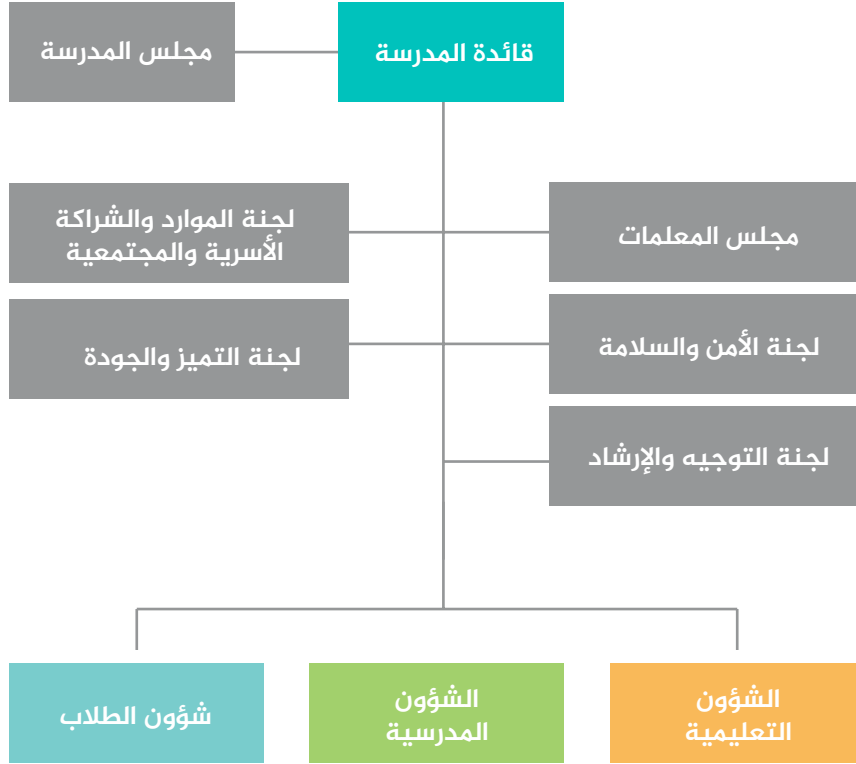 قائدة المدرسة
مجلس المدرسة
مجلس المعلمات
لجنة الموارد والشراكة
الأسرية والمجتمعية
لجنة الأمن والسلامة
لجنة التميز والجودة
لجنة التوجيه والإرشاد
الشؤون
التعليمية
الشؤون
المدرسية
شؤون الطلاب